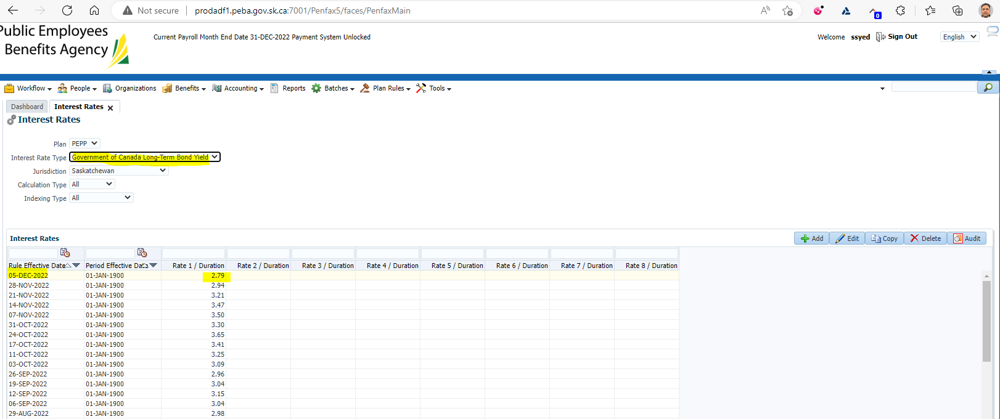 Not secure | prodadf1.peba.gov.sk.ca:7001/Penfax5/faces/PenfaxMain
0
Public Employees
Benefits Agency
Current Payroll Month End Date 31-DEC-2022 Payment System Unlocked
Welcome ssyed Sign Out English
Workflow People Organizations Benefits Accounting Reports Batches Plan Rules Tools
Dashboard Interest Rates
Interest Rates
Plan PEPP
Interest Rate Type Government of Canada Long-Term Bond Yield
Jurisdiction Saskatchewan
Calculation Type All
Indexing Type All
Interest Rates Add Edit Copy Delete Audit
Rule Effective Date Period Effective Date Rate 1 / Duration Rate 2 / Duration Rate 3 / Duration Rate 4 / Duration Rate 5 / Duration Rate 6 / Duration Rate 7 / Duration Rate 8 / Duration
05-DEC-2022 01-JAN-1900 2.79
28-NOV-2022 01-JAN-1900 2.94
21-NOV-2022 01-JAN-1900 3.21
14-NOV-2022 01-JAN-1900 3.47
07-NOV-2022 01-JAN-1900 3.50
31-OCT-2022 01-JAN-1900 3.30
24-OCT-2022 01-JAN-1900 3.65
17-OCT-2022 01-JAN-1900 3.41
11-OCT-2022 01-JAN-1900 3.25
03-OCT-2022 01-JAN-1900 3.09
26-SEP-2022 01-JAN-1900 2.96
19-SEP-2022 01-JAN-1900 3.04
12-SEP-2022 01-JAN-1900 3.15
06-SEP-2022 01-JAN-1900 3.04
29-AUG-2022 01-JAN-1900 2.98